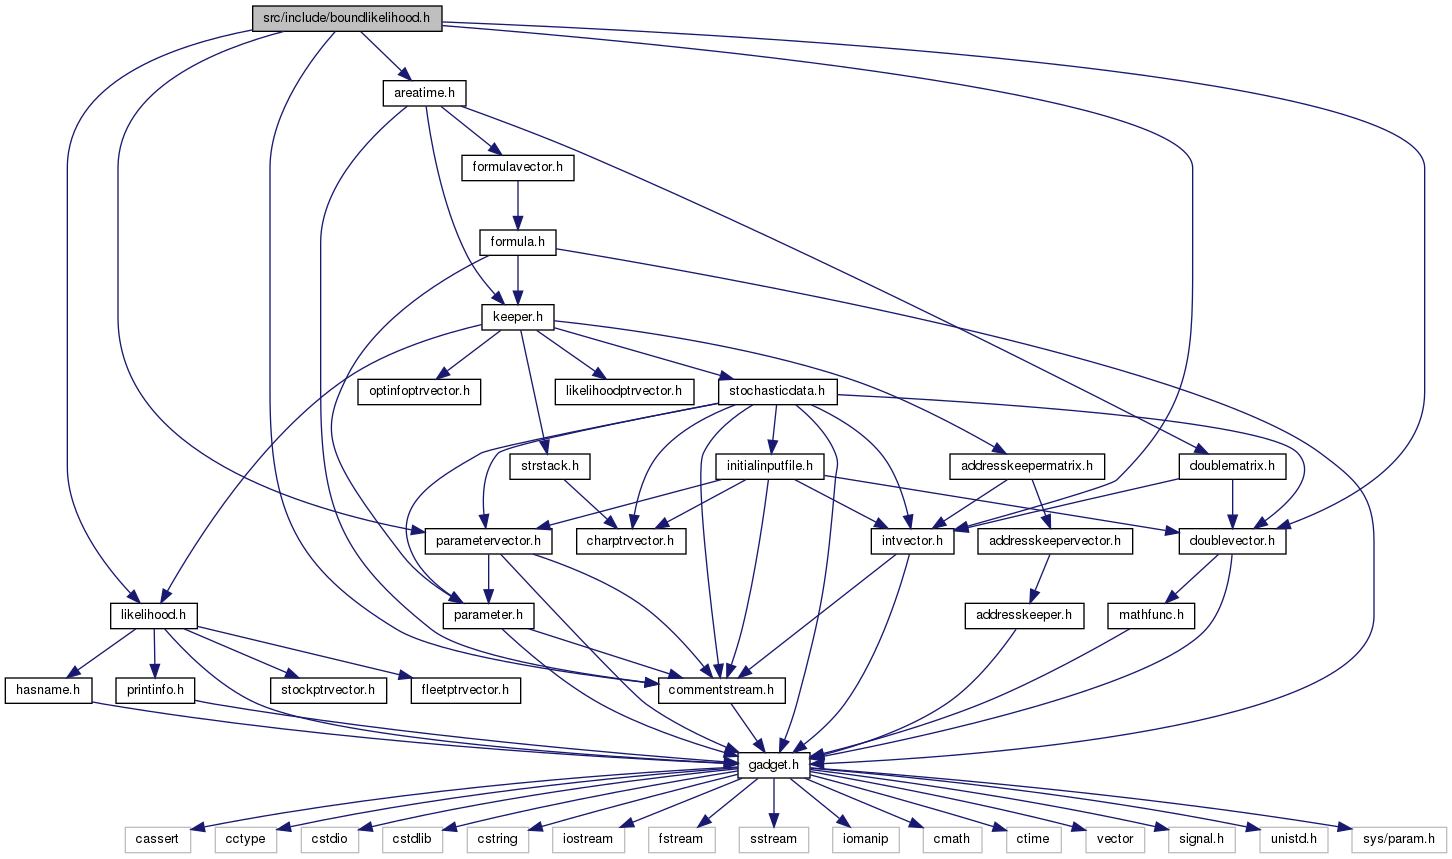 src/include/boundlikelihood.h
areatime.h
formulavector.h
formula.h
keeper.h
optinfoptrvector.h
likelihoodptrvector.h
stochasticdata.h
strstack.h
initialinputfile.h
addresskeepermatrix.h
doublematrix.h
parametervector.h
charptrvector.h
intvector.h
addresskeepervector.h
doublevector.h
likelihood.h
parameter.h
addresskeeper.h
mathfunc.h
hasname.h
printinfo.h
stockptrvector.h
fleetptrvector.h
commentstream.h
gadget.h
cassert
cctype
cstdio
cstdlib
cstring
iostream
fstream
sstream
iomanip
cmath
ctime
vector
signal.h
unistd.h
sys/param.h